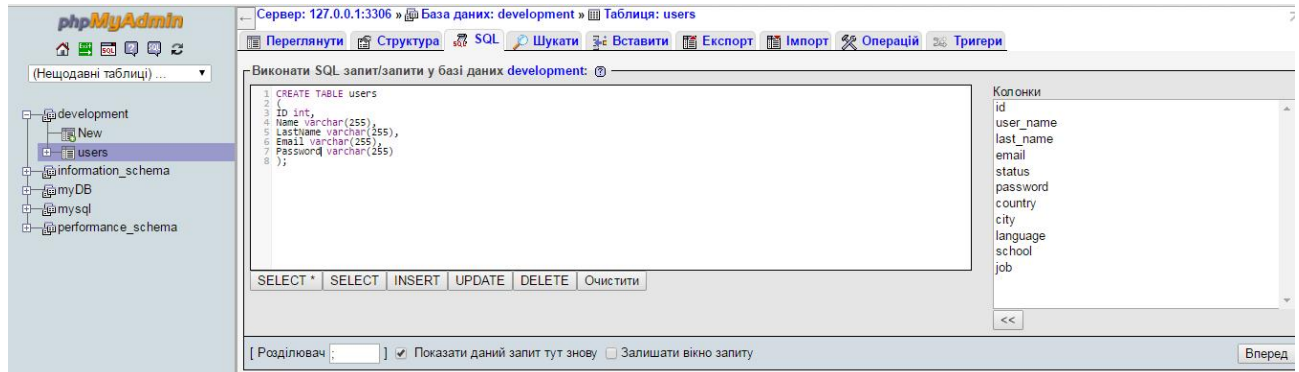 phpMyAdmin
(Нещодавні таблиці) ...
development
New
users
information_schema
myDB
mysql
performance_schema
Сервер: 127.0.0.1:3306 » База даних: development » Таблиця: users
Переглянути Структура SQL Шукати Вставити Експорт Імпорт Операцій Тригери
Виконати SQL запит/запити у базі даних development:
1 CREATE TABLE users
2 (
3 ID int,
4 Name varchar(255),
5 LastName varchar(255),
6 Email varchar(255),
7 Password varchar(255)
8 );
SELECT * SELECT INSERT UPDATE DELETE Очистити
Колонки
id
user_name
last_name
email
status
password
country
city
language
school
job
<<
[ Розділювач ; ] Показати даний запит тут знову Залишати вікно запиту
Вперед